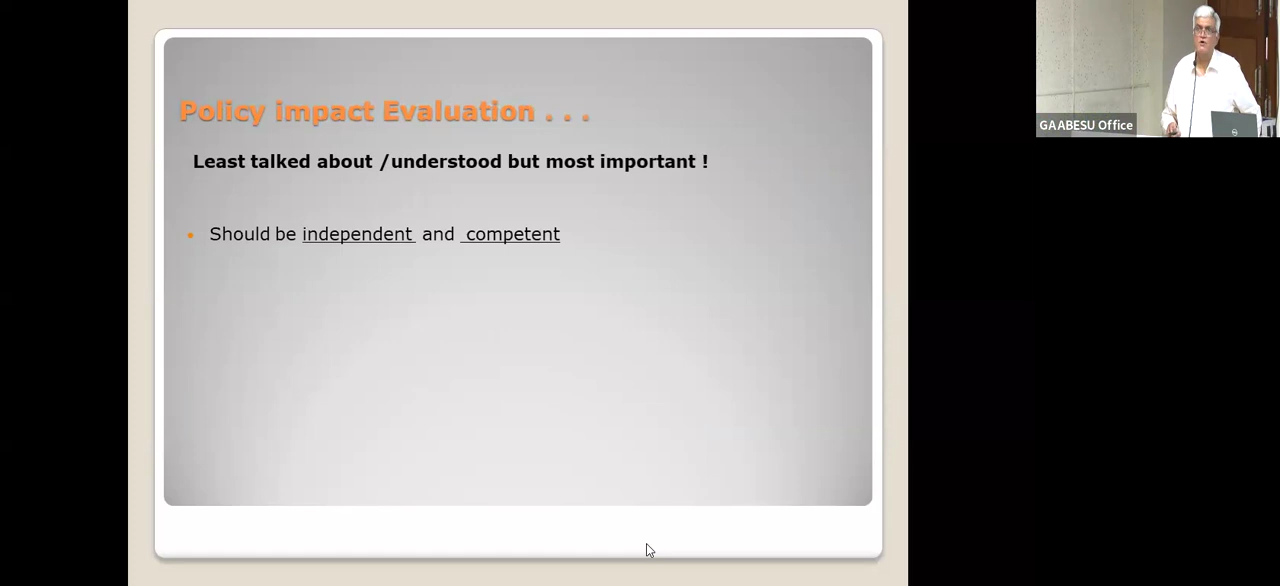 Policy impact Evaluation . . .
Least talked about /understood but most important !
Should be independent and competent
GAABESU Office